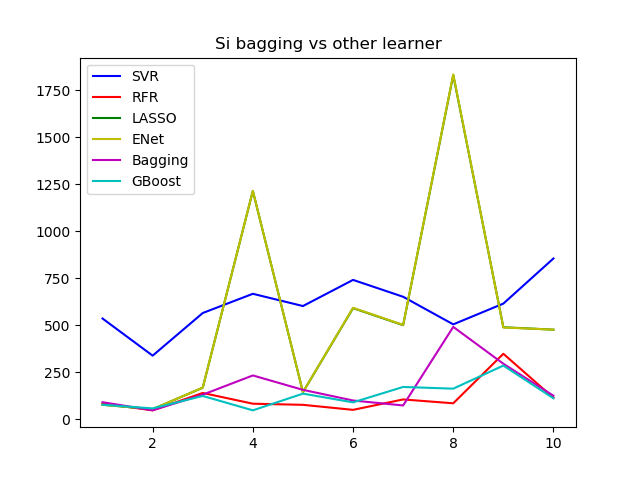 Si bagging vs other learner
SVR
RFR
LASSO
ENet
Bagging
GBoost
1750
1500
1250
1000
750
500
250
0
2 4 6 8 10